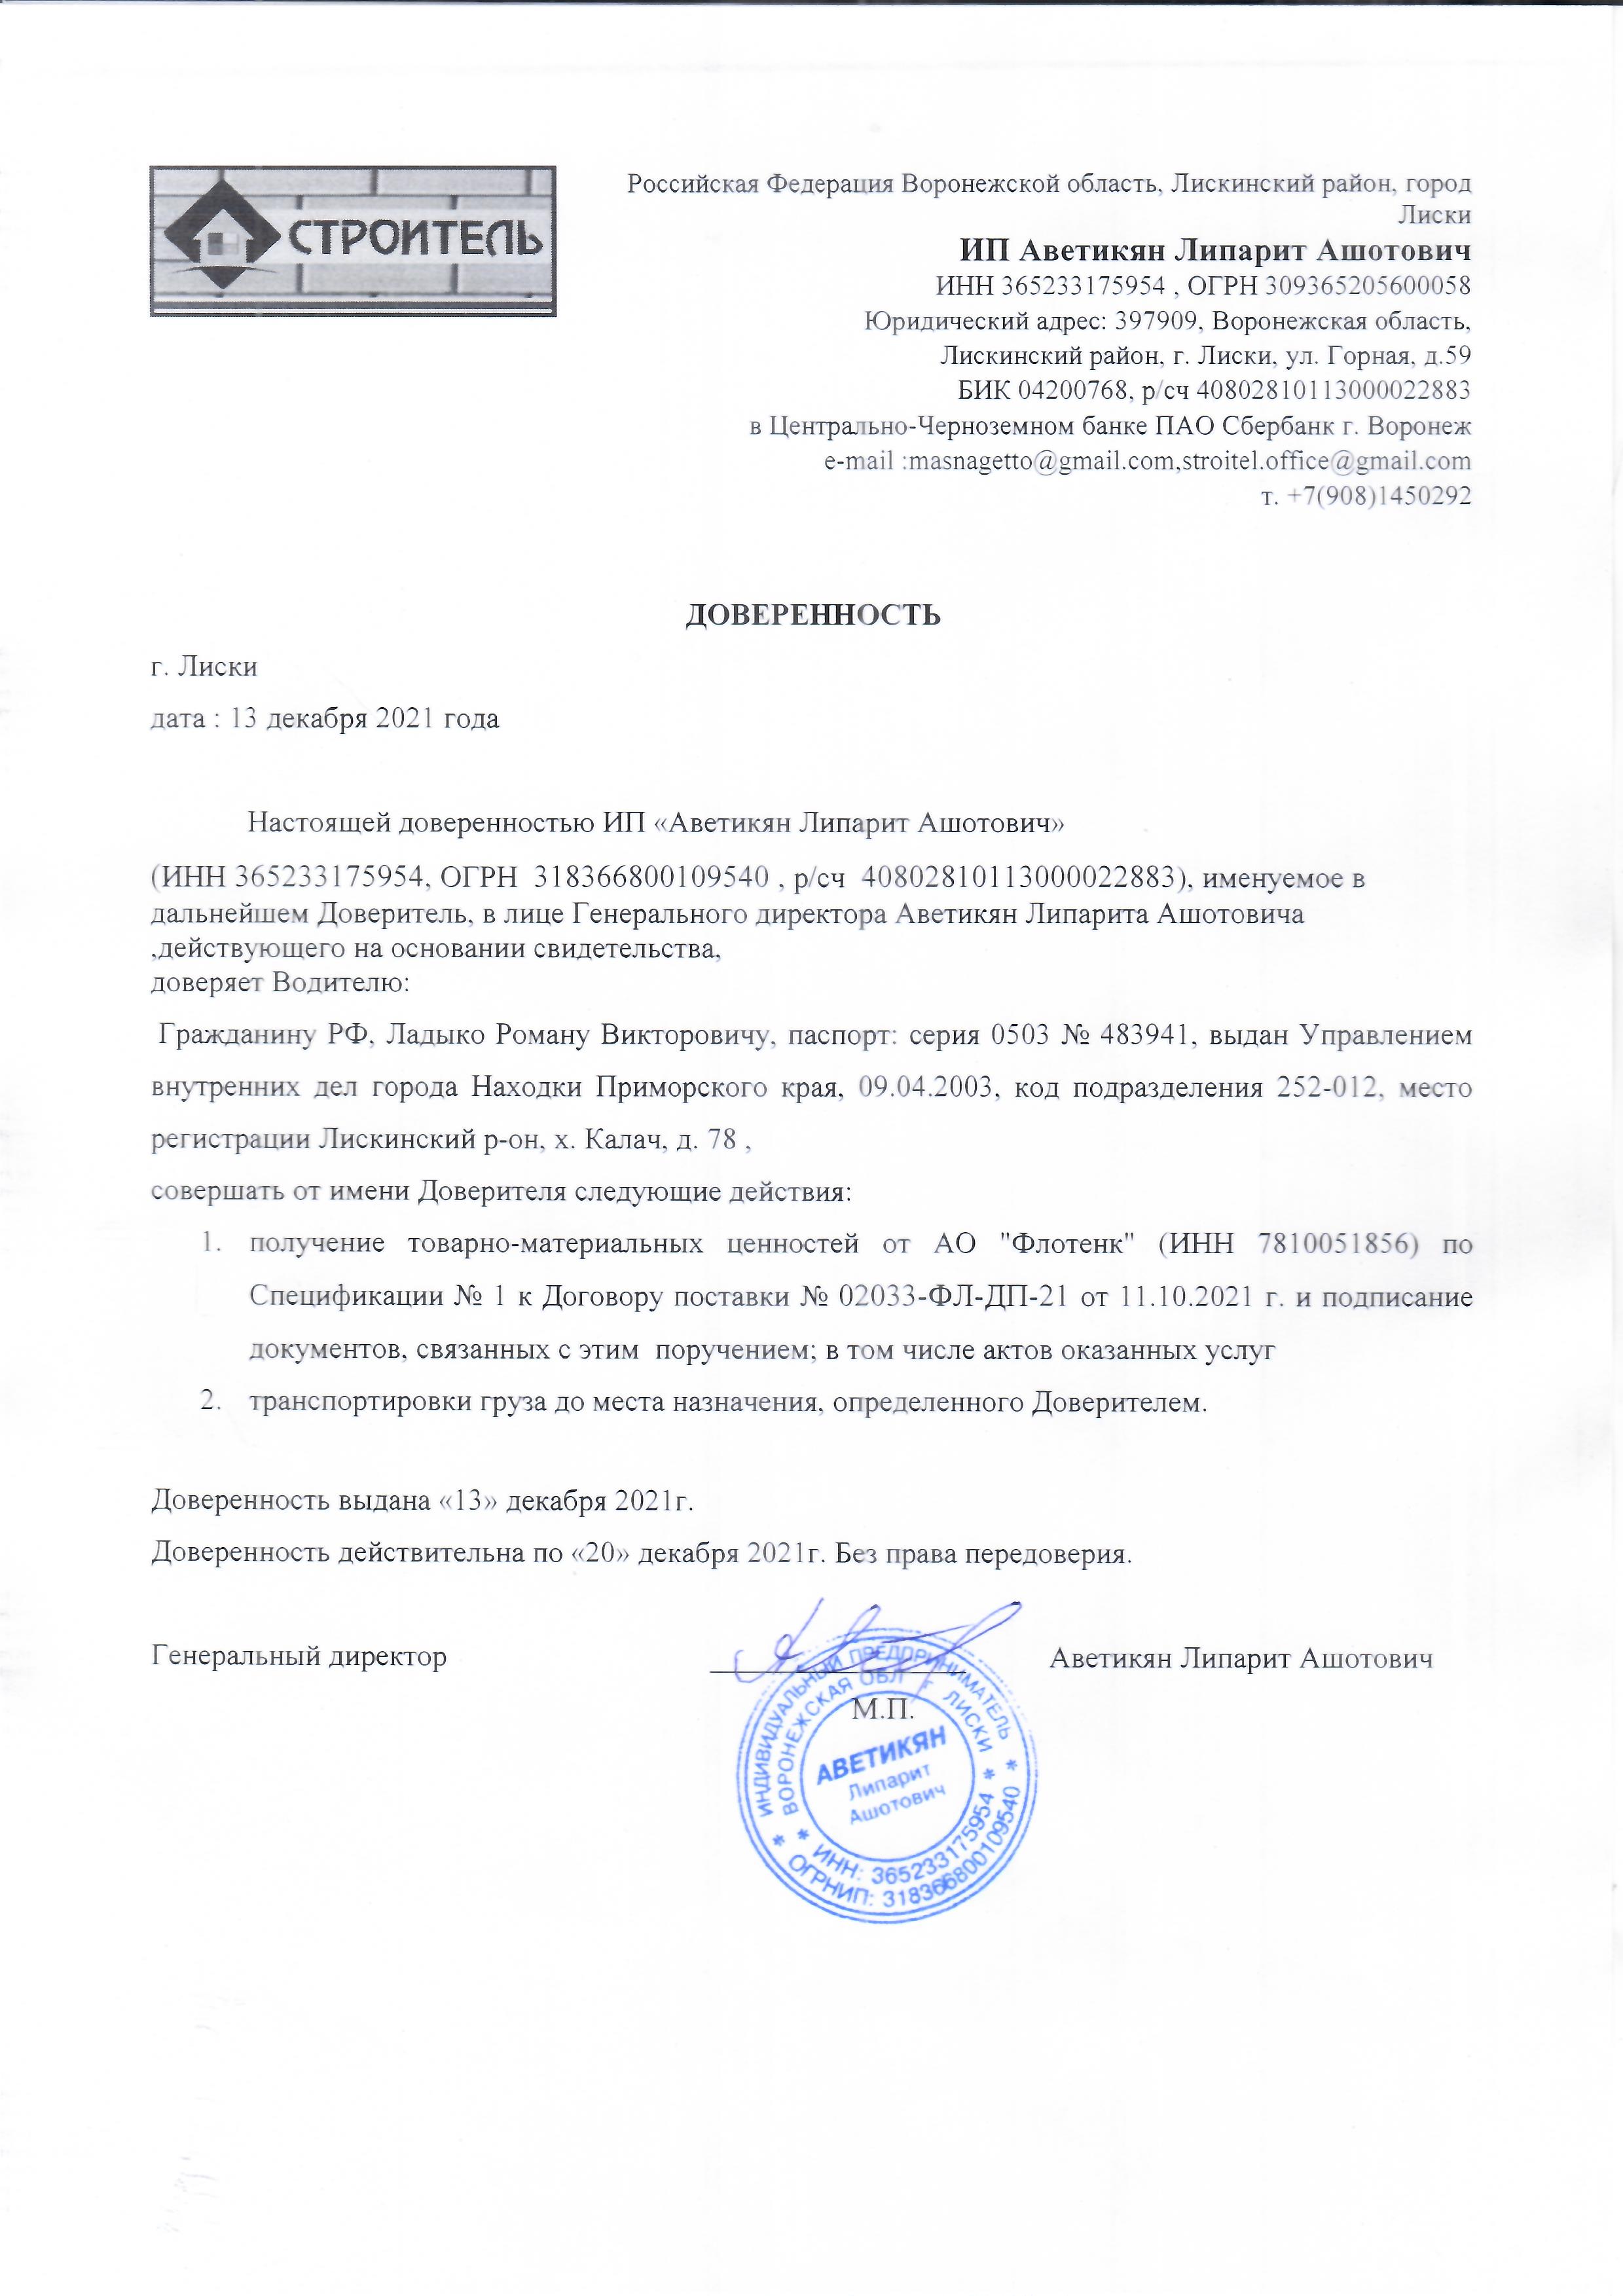 СТРОИТЕЛЬ
Российская Федерация Воронежской область, Лискинский район, город
Лиски
ИП Аветикян Липарит Ашотович
ИНН 365233175954 , ОГРН 309365205600058
Юридический адрес: 397909, Воронежская область,
Лискинский район, г. Лиски, ул. Горная, д.59
БИК 04200768, р/сч 40802810113000022883
в Центрально-Черноземном банке ПАО Сбербанк г. Воронеж
e-mail :masnagetto@gmail.com,stroitel.office@gmail.com
т. +7(908)1450292
ДОВЕРЕННОСТЬ
г. Лиски
дата : 13 декабря 2021 года
Настоящей доверенностью ИП «Аветикян Липарит Ашотович»
(ИНН 365233175954, ОГРН 318366800109540 , р/сч 40802810113000022883), именуемое в
дальнейшем Доверитель, в лице Генерального директора Аветикян Липарита Ашотовича
,действующего на основании свидетельства,
доверяет Водителю:
Гражданину РФ, Ладыко Роману Викторовичу, паспорт: серия 0503 № 483941, выдан Управлением
внутренних дел города Находки Приморского края, 09.04.2003, код подразделения 252-012, место
регистрации Лискинский р-он, х. Калач, д. 78 ,
совершать от имени Доверителя следующие действия:
1. получение товарно-материальных ценностей от АО "Флотенк" (ИНН 7810051856) по
Спецификации № 1 к Договору поставки № 02033-ФЛ-ДП-21 от 11.10.2021 г. и подписание
документов, связанных с этим поручением; в том числе актов оказанных услуг
2. транспортировки груза до места назначения, определенного Доверителем.
Доверенность выдана «13» декабря 2021г.
Доверенность действительна по «20» декабря 2021г. Без права передоверия.
Генеральный директор Аветикян Липарит Ашотович
М.П.
ИНДИВИДУАЛЬНЫЙ ПРЕДПРИНИМАТЕЛЬ
ВОРОНЕЖСКАЯ ОБЛ г ЛИСКИ
АВЕТИКЯН
Липарит
Ашотович
* ИНН: 365233175954 *
* ОГРНИП: 318366800109540 *